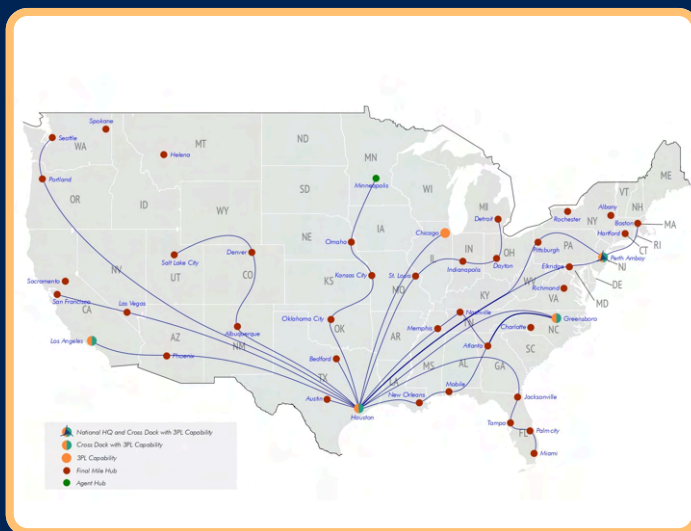 Spokane
Seattle
WA
MT
ND
MN
ME
Helena
Portland
Minneapolis
VT
NH
Albany
OR
ID
SD
WI
MI
Rochester
NY
Boston
MA
WY
Detroit
Hartford
RI
CT
Chicago
Omaha
IA
NE
Denver
Salt Lake City
Pittsburgh
PA
Perth Amboy
NJ
OH
IN
Dayton
Indianapolis
IL
Elkridge
DE
MD
NV
UT
CO
KS
Kansas City
St. Louis
MO
WV
Richmond
VA
Sacramento
San Francisco
CA
Las Vegas
KY
Nashville
Greensboro
NC
Oklahoma City
OK
Albuquerque
NM
AZ
AR
TN
Memphis
Charlotte
Los Angeles
Phoenix
Atlanta
SC
Bedford
TX
MS
AL
GA
LA
Austin
New Orleans
Mobile
Jacksonville
Houston
Tampa
Palm city
FL
Miami
National HQ and Cross Dock with 3PL Capability
Cross Dock with 3PL Capability
3PL Capability
Final Mile Hub
Agent Hub